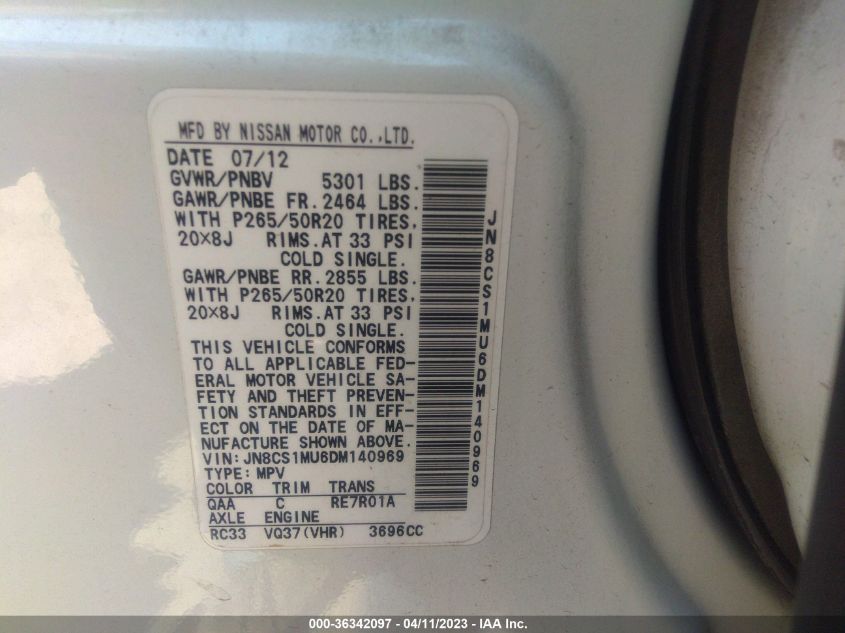 MFD BY NISSAN MOTOR CO.,LTD.
DATE 07/12
GVWR/PNBV 5301 LBS.
GAWR/PNBE FR. 2464 LBS.
WITH P265/50R20 TIRES,
20×8J RIMS.AT 33 PSI
COLD SINGLE.
GAWR/PNBE RR. 2855 LBS.
WITH P265/50R20 TIRES,
20×8J RIMS.AT 33 PSI
COLD SINGLE.
THIS VEHICLE CONFORMS
TO ALL APPLICABLE FED-
ERAL MOTOR VEHICLE SA-
FETY AND THEFT PREVEN-
TION STANDARDS IN EFF-
ECT ON THE DATE OF MA-
NUFACTURE SHOWN ABOVE.
VIN:JN8CS1MU6DM140969
TYPE:MPV
COLOR TRIM TRANS
QAA C RE7R01A
AXLE ENGINE
RC33 VQ37(VHR) 3696CC
JN8CS1MU6DM140969
000-36342097 - 04/11/2023 - IAA Inc.